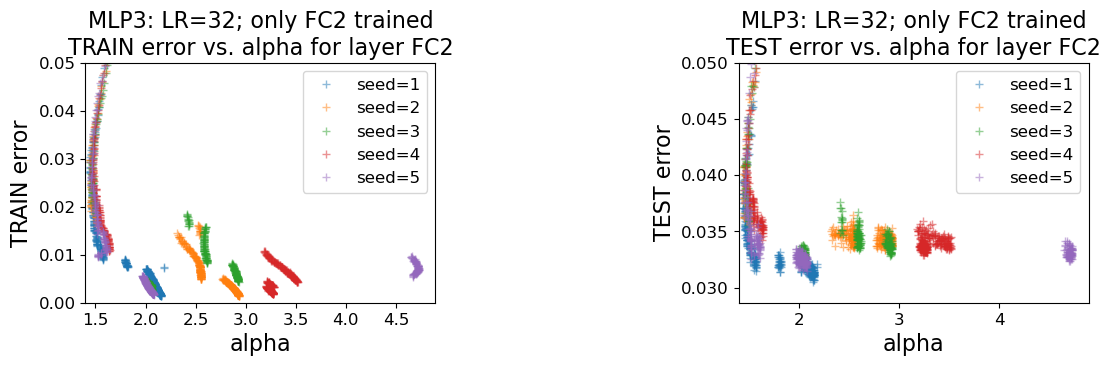 MLP3: LR=32; only FC2 trained
TRAIN error vs. alpha for layer FC2
TRAIN error
0.05
0.04
0.03
0.02
0.01
0.00
1.5
2.0
2.5
3.0
3.5
4.0
4.5
alpha
seed=1
seed=2
seed=3
seed=4
seed=5
MLP3: LR=32; only FC2 trained
TEST error vs. alpha for layer FC2
TEST error
0.050
0.045
0.040
0.035
0.030
2
3
4
alpha
seed=1
seed=2
seed=3
seed=4
seed=5